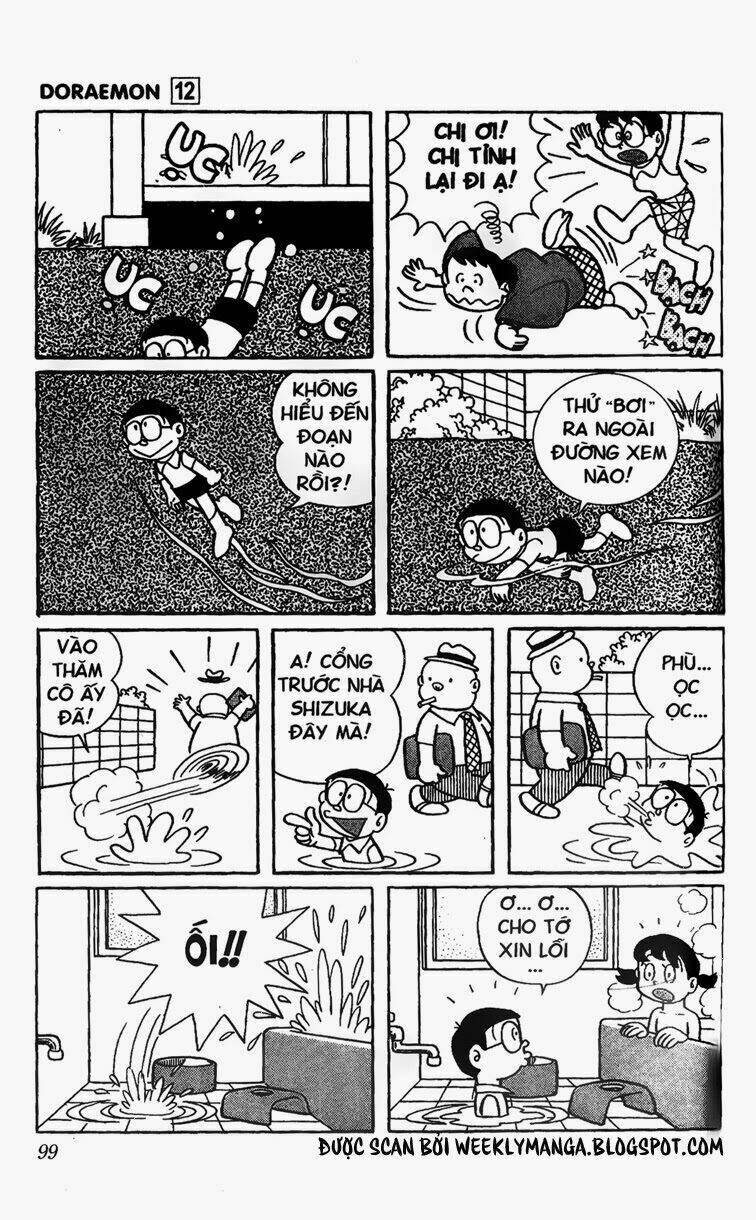 DORAEMON 12
ỤC
ỤC
ỤC
CHỊ ƠI!
CHỊ TỈNH
LẠI ĐI Ạ!
BẠCH
BẠCH
KHÔNG
HIỂU ĐẾN
ĐOẠN
NÀO
RỒI?!
THỬ "BƠI"
RA NGOÀI
ĐƯỜNG XEM
NÀO!
VÀO
THĂM
CÔ ẤY
ĐÃ!
A! CỔNG
TRƯỚC NHÀ
SHIZUKA
ĐÂY MÀ!
PHÙ...
ỌC
ỌC...
ỐI!!
Ơ... Ơ...
CHO TỚ
XIN LỖI
...
99
ĐƯỢC SCAN BỞI WEEKLYMANGA.BLOGSPOT.COM